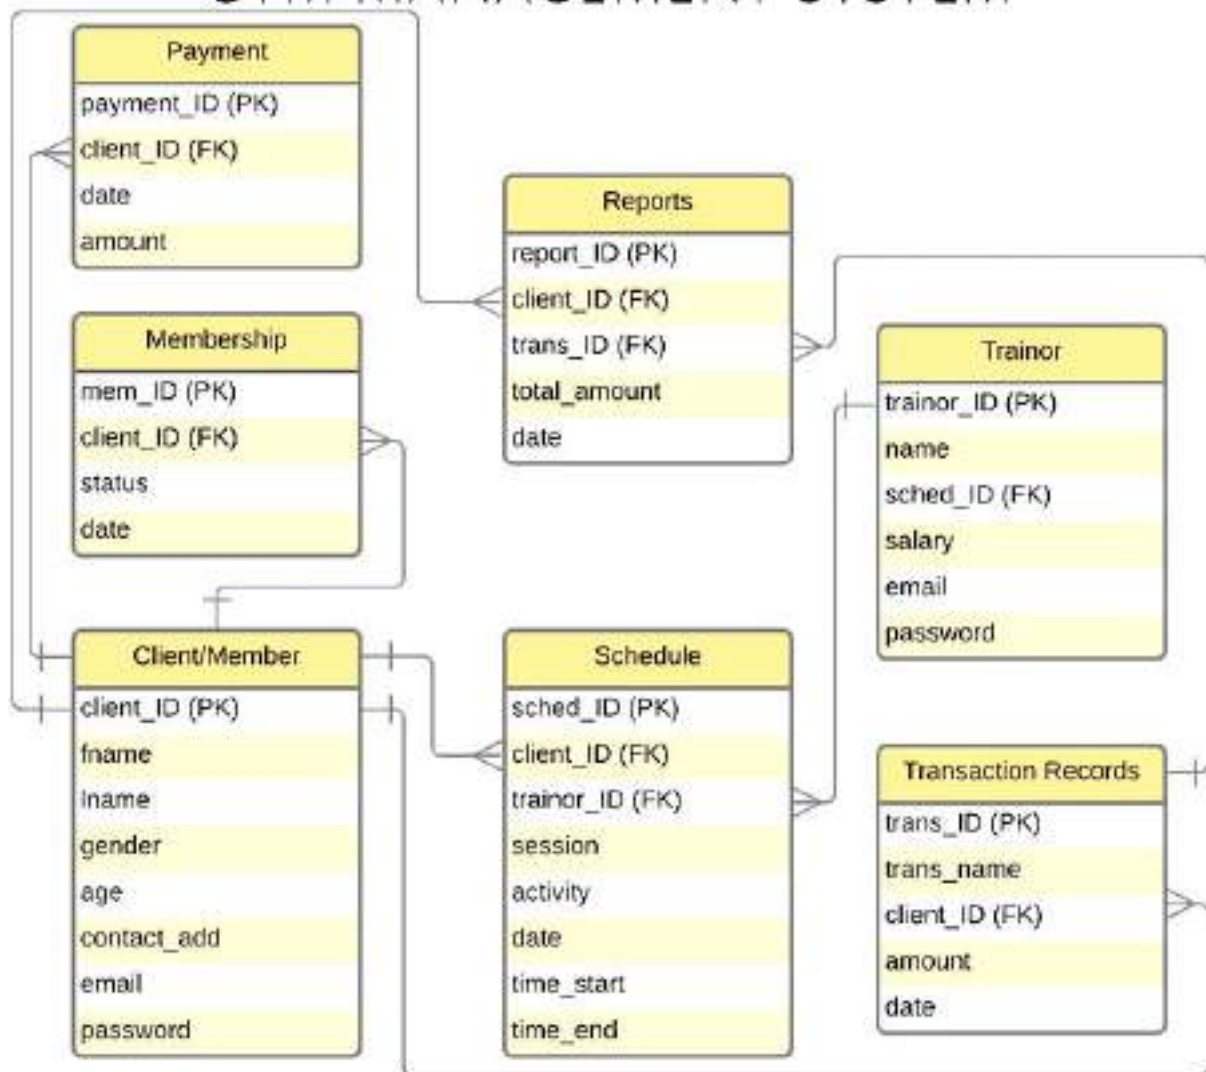 Payment
payment_ID (PK)
client_ID (FK)
date
amount
Membership
mem_ID (PK)
client_ID (FK)
status
date
Client/Member
client_ID (PK)
fname
lname
gender
age
contact_add
email
password
Reports
report_ID (PK)
client_ID (FK)
trans_ID (FK)
total_amount
date
Schedule
sched_ID (PK)
client_ID (FK)
trainor_ID (FK)
session
activity
date
time_start
time_end
Trainor
trainor_ID (PK)
name
sched_ID (FK)
salary
email
password
Transaction Records
trans_ID (PK)
trans_name
client_ID (FK)
amount
date